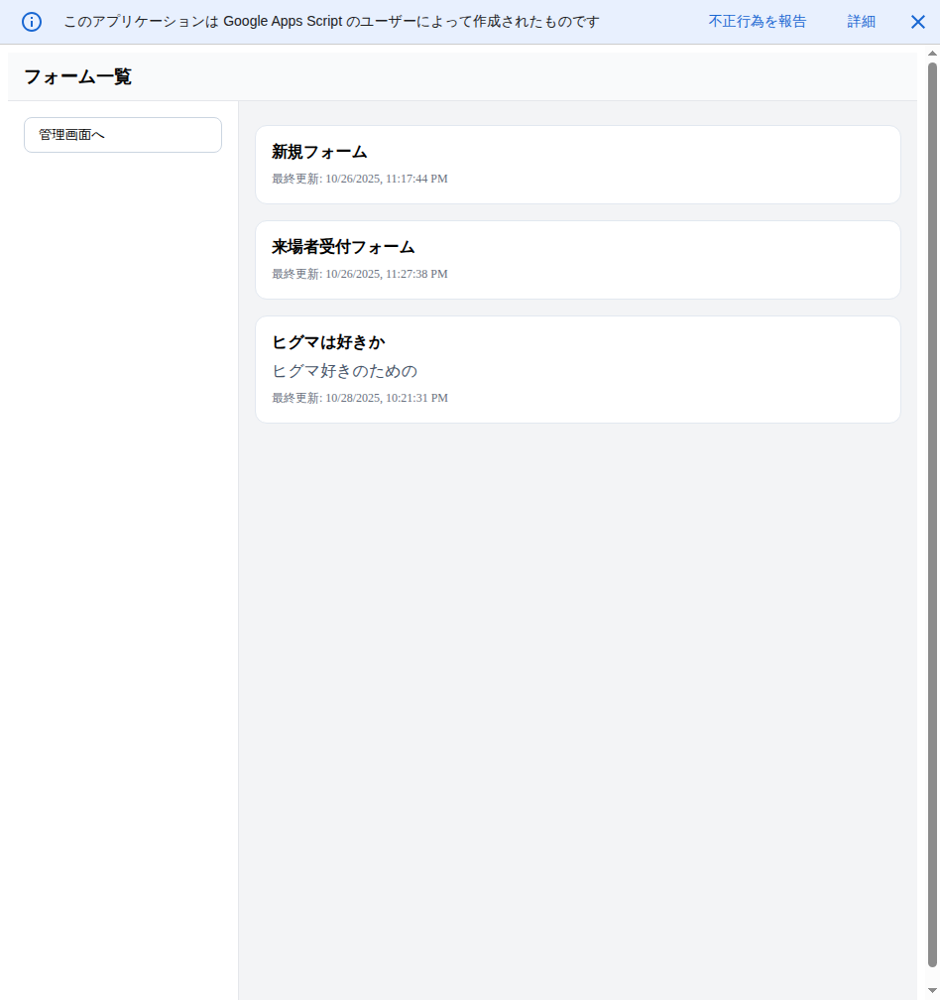 このアプリケーションは Google Apps Script のユーザーによって作成されたものです
不正行為を報告
詳細
フォーム一覧
管理画面へ
新規フォーム
最終更新: 10/26/2025, 11:17:44 PM
来場者受付フォーム
最終更新: 10/26/2025, 11:27:38 PM
ヒグマは好きか
ヒグマ好きのための
最終更新: 10/28/2025, 10:21:31 PM